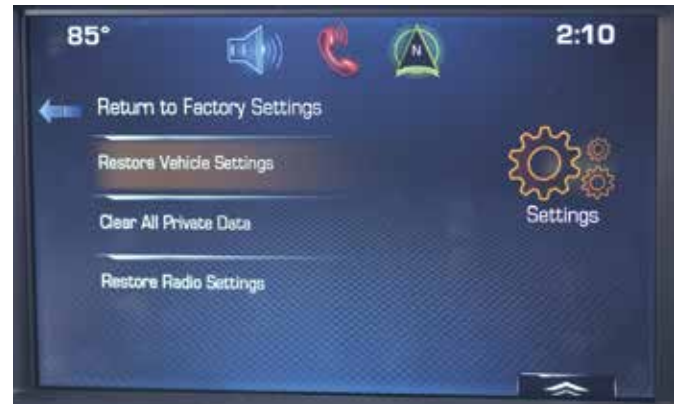 85°
2:10
N
Return to Factory Settings
Restore Vehicle Settings
Clear All Private Data
Restore Radio Settings
Settings